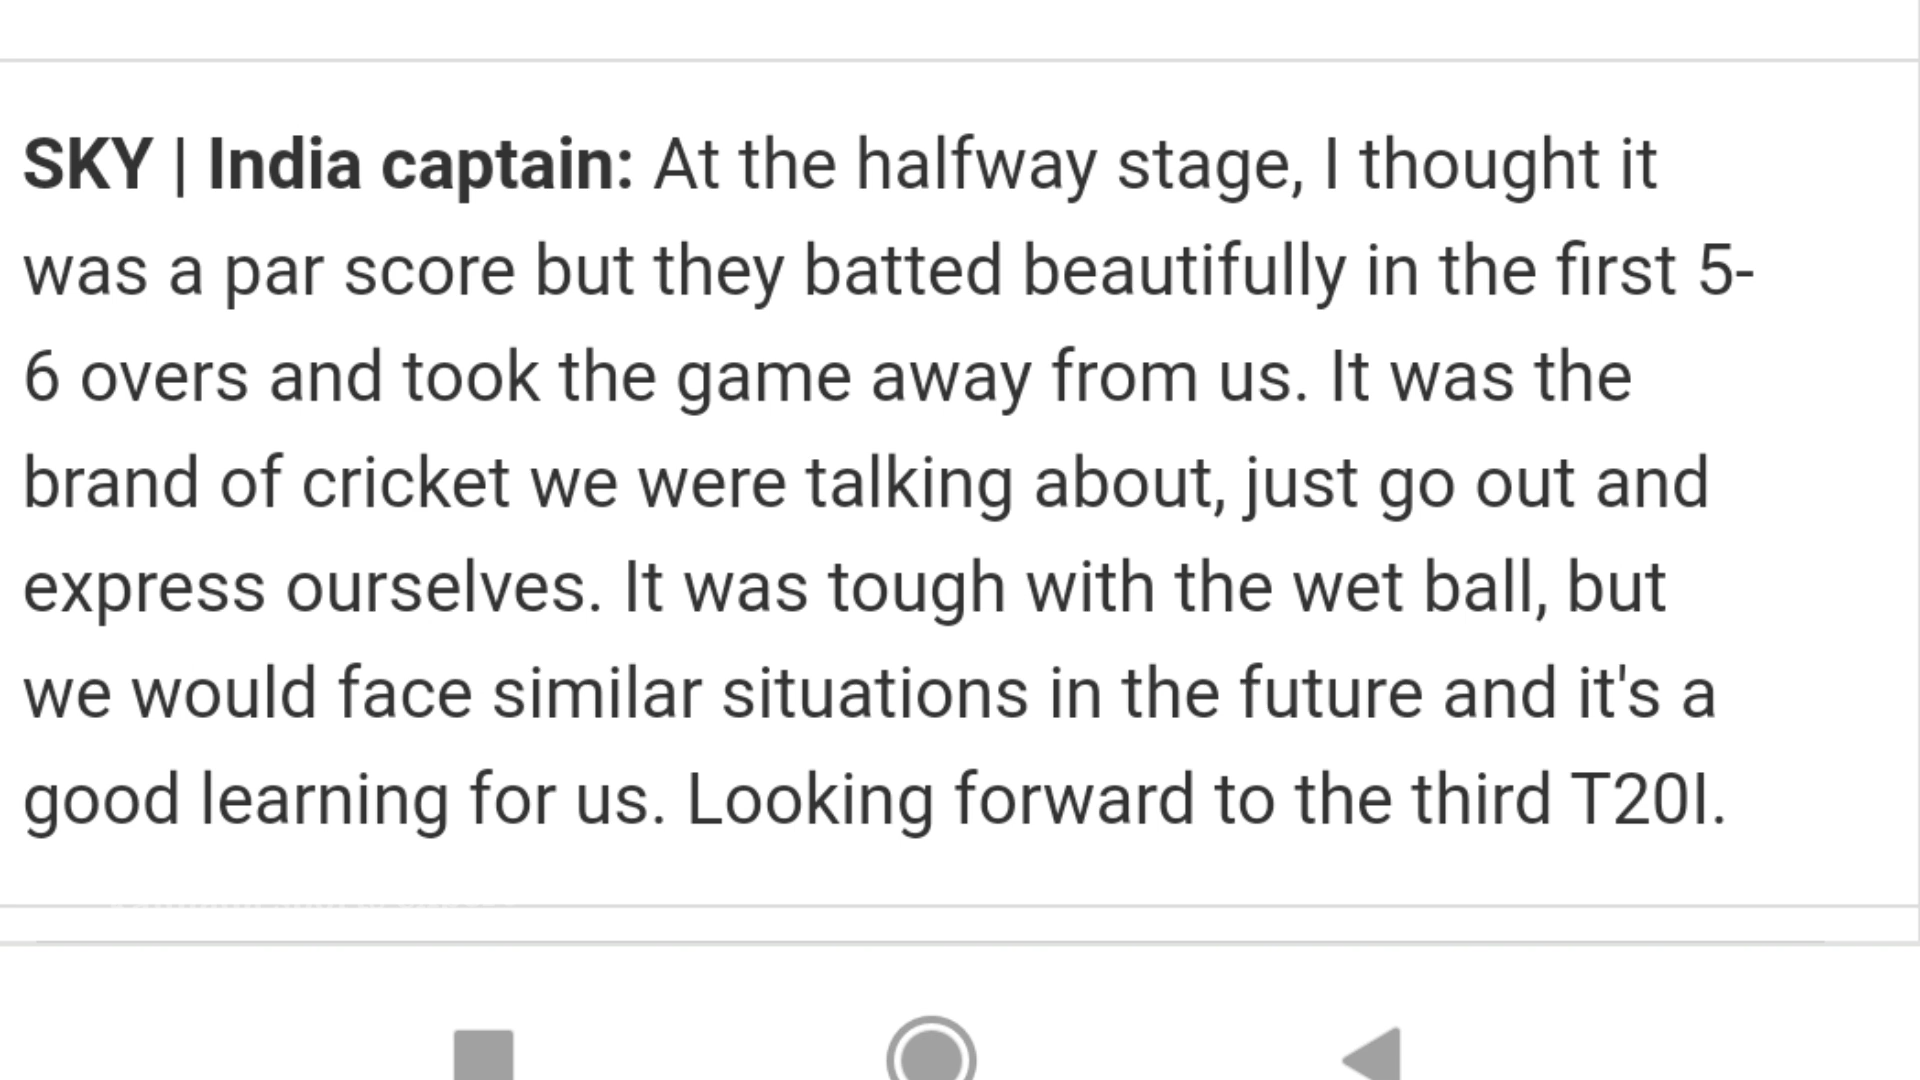 SKY | India captain: At the halfway stage, I thought it
was a par score but they batted beautifully in the first 5-
6 overs and took the game away from us. It was the
brand of cricket we were talking about, just go out and
express ourselves. It was tough with the wet ball, but
we would face similar situations in the future and it's a
good learning for us. Looking forward to the third T20I.